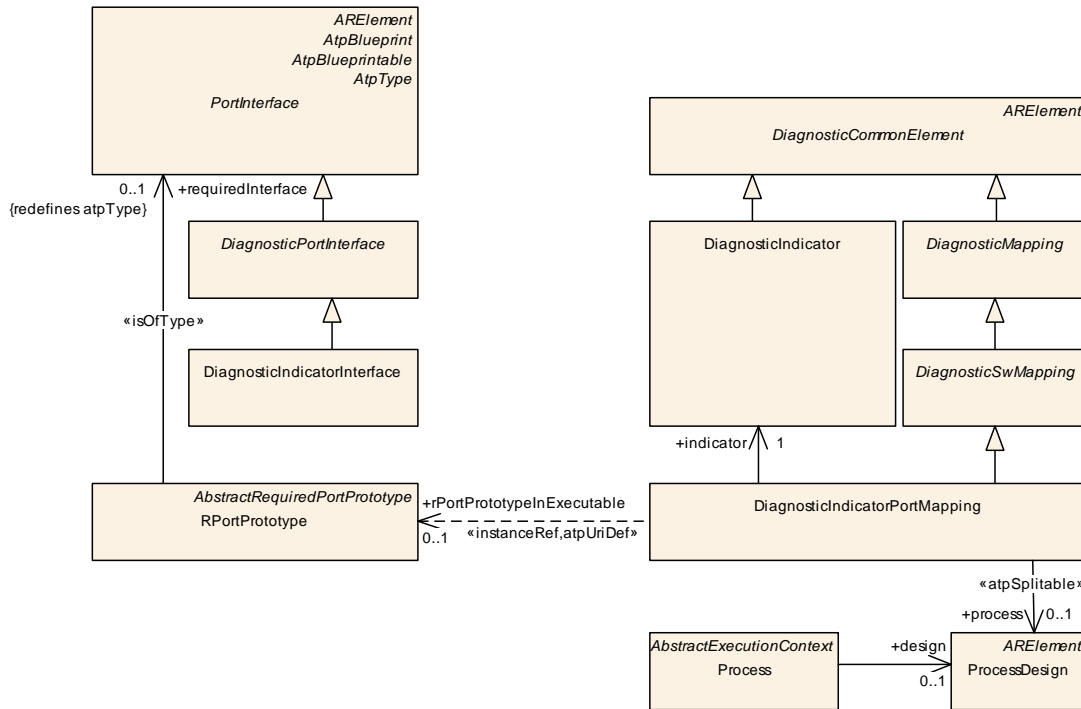 ARElement
AtpBlueprint
AtpBlueprintable
AtpType
PortInterface
ARElement
DiagnosticCommonElement
0..1
+requiredInterface
{redefines atpType}
DiagnosticPortInterface
DiagnosticIndicator
DiagnosticMapping
«isOfType»
DiagnosticIndicatorInterface
DiagnosticSwMapping
+indicator
1
AbstractRequiredPortPrototype
RPortPrototype
+rPortPrototypeInExecutable
0..1
«instanceRef,atpUriDef»
DiagnosticIndicatorPortMapping
«atpSplitable»
+process
0..1
AbstractExecutionContext
Process
+design
0..1
ARElement
ProcessDesign